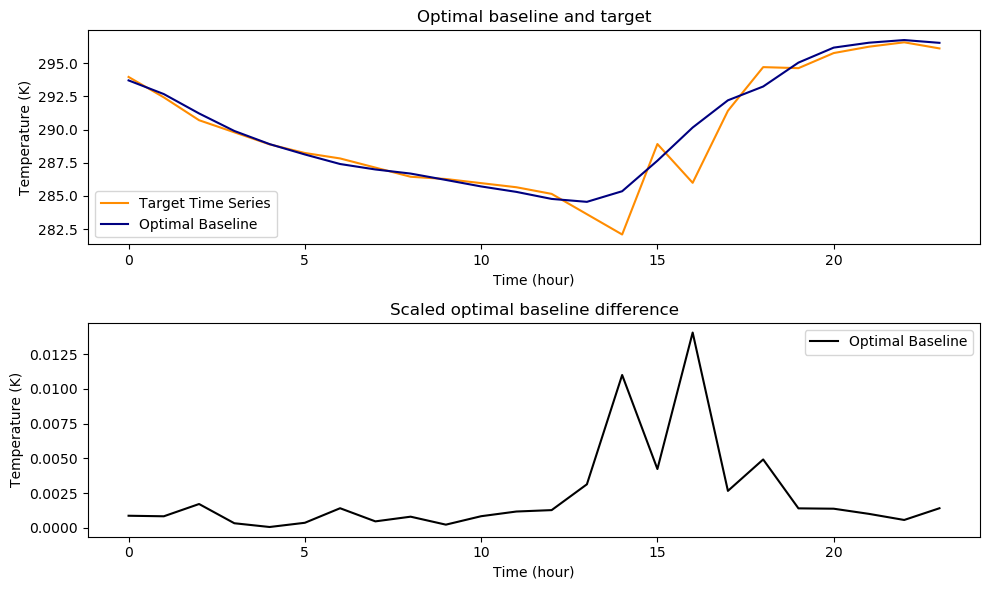 Optimal baseline and target
Temperature (K)
295.0
292.5
290.0
287.5
285.0
282.5
Target Time Series
Optimal Baseline
0 5 10 15 20
Time (hour)
Scaled optimal baseline difference
Temperature (K)
0.0125
0.0100
0.0075
0.0050
0.0025
0.0000
Optimal Baseline
0 5 10 15 20
Time (hour)